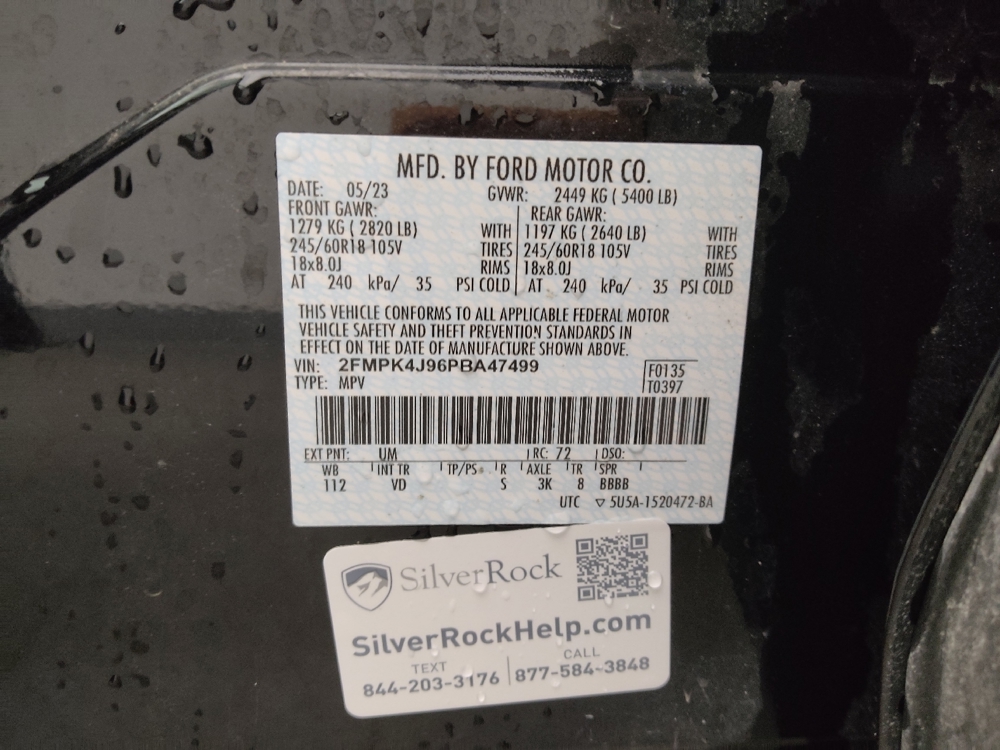 MFD. BY FORD MOTOR CO.
DATE: 05/23 GVWR: 2449 KG ( 5400 LB)
FRONT GAWR: REAR GAWR:
1279 KG ( 2820 LB) WITH 1197 KG ( 2640 LB) WITH
245/60R18 105V TIRES 245/60R18 105V TIRES
18x8.0J RIMS 18x8.0J RIMS
AT 240 kPa/ 35 PSI COLD AT 240 kPa/ 35 PSI COLD
THIS VEHICLE CONFORMS TO ALL APPLICABLE FEDERAL MOTOR
VEHICLE SAFETY AND THEFT PREVENTION STANDARDS IN
EFFECT ON THE DATE OF MANUFACTURE SHOWN ABOVE.
VIN: 2FMPK4J96PBA47499 F0135
TYPE: MPV T0397
EXT PNT: UM RC: 72 DSO:
WB INT TR TP/PS R AXLE TR SPR
112 VD S 3K 8 BBBB
UTC ▽ 5U5A-1520472-BA
SilverRock
SilverRockHelp.com
TEXT CALL
844-203-3176 877-584-3848